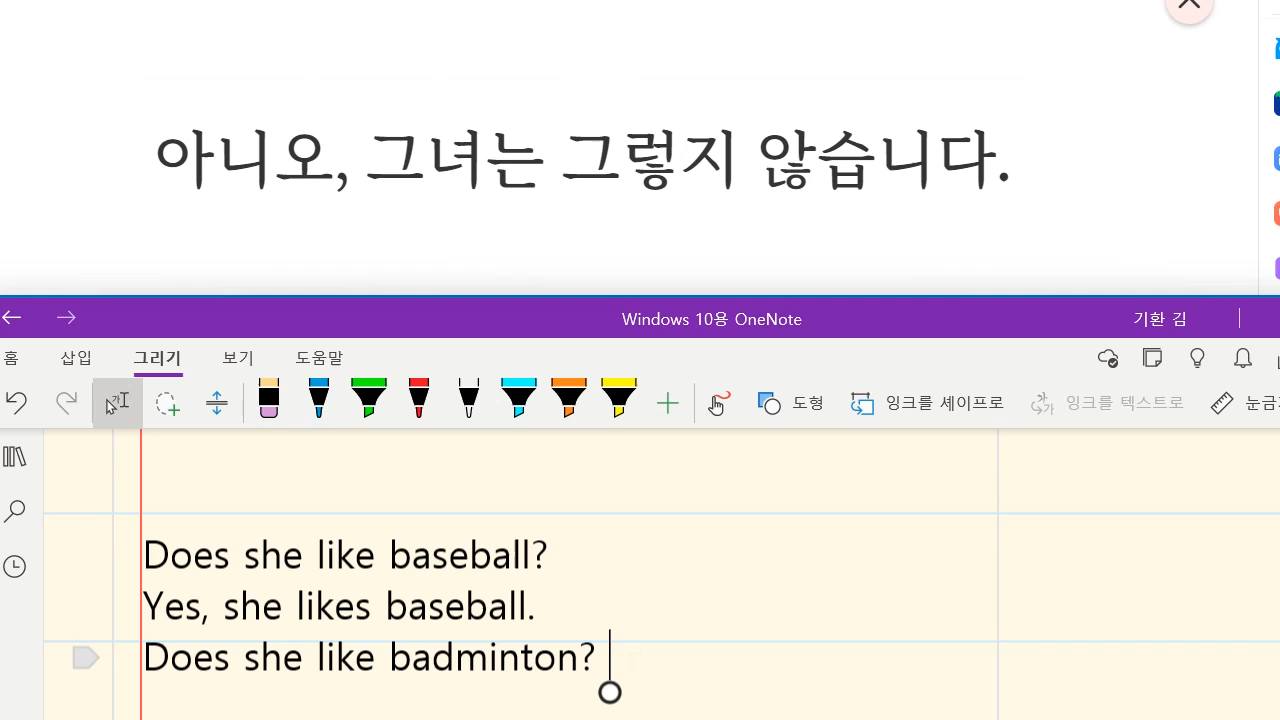 아니오, 그녀는 그렇지 않습니다.
Windows 10용 OneNote
기환 김
홈 삽입 그리기 보기 도움말
도형 잉크를 셰이프로 잉크를 텍스트로
Does she like baseball?
Yes, she likes baseball.
Does she like badminton?